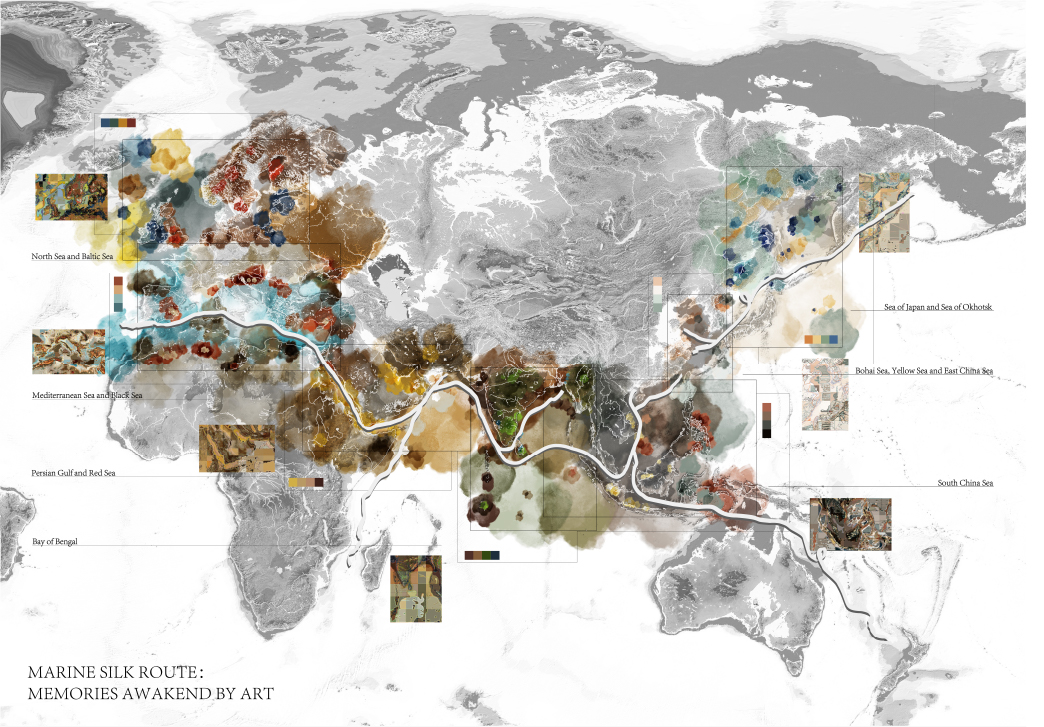 North Sea and Baltic Sea
Mediterranean Sea and Black Sea
Persian Gulf and Red Sea
Bay of Bengal
Sea of Japan and Sea of Okhotsk
Bohai Sea, Yellow Sea and East China Sea
South China Sea
MARINE SILK ROUTE:
MEMORIES AWAKEND BY ART